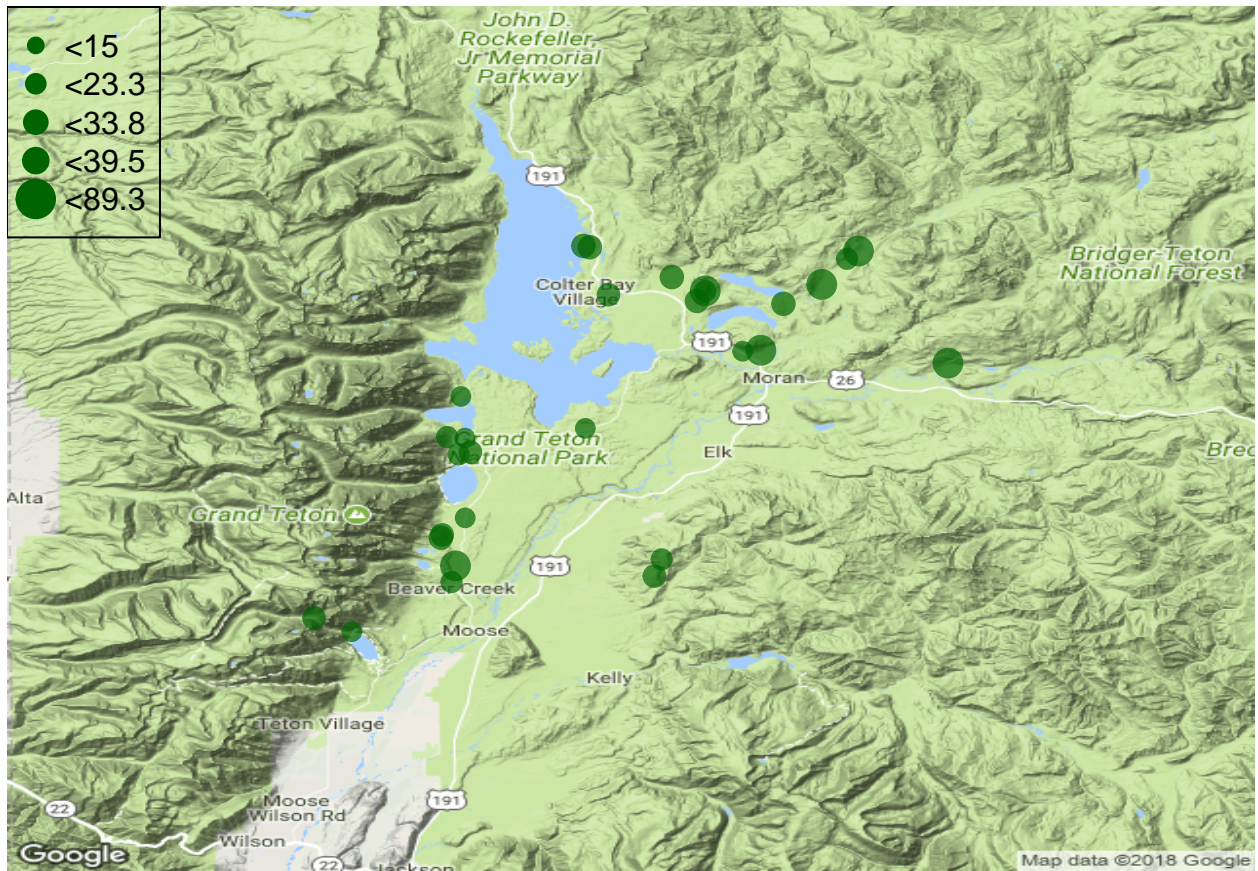 <15
<23.3
<33.8
<39.5
<89.3
John D.
Rockefeller,
Jr Memorial
Parkway
191
Bridger-Teton
National Forest
Colter Bay
Village
191
Moran
26
191
Grand Teton
National Park
Elk
Alta
Grand Teton
191
Beaver Creek
Moose
Kelly
Teton Village
191
Moose
Wilson Rd
22
Wilson
22
Jackson
Google
Map data ©2018 Google